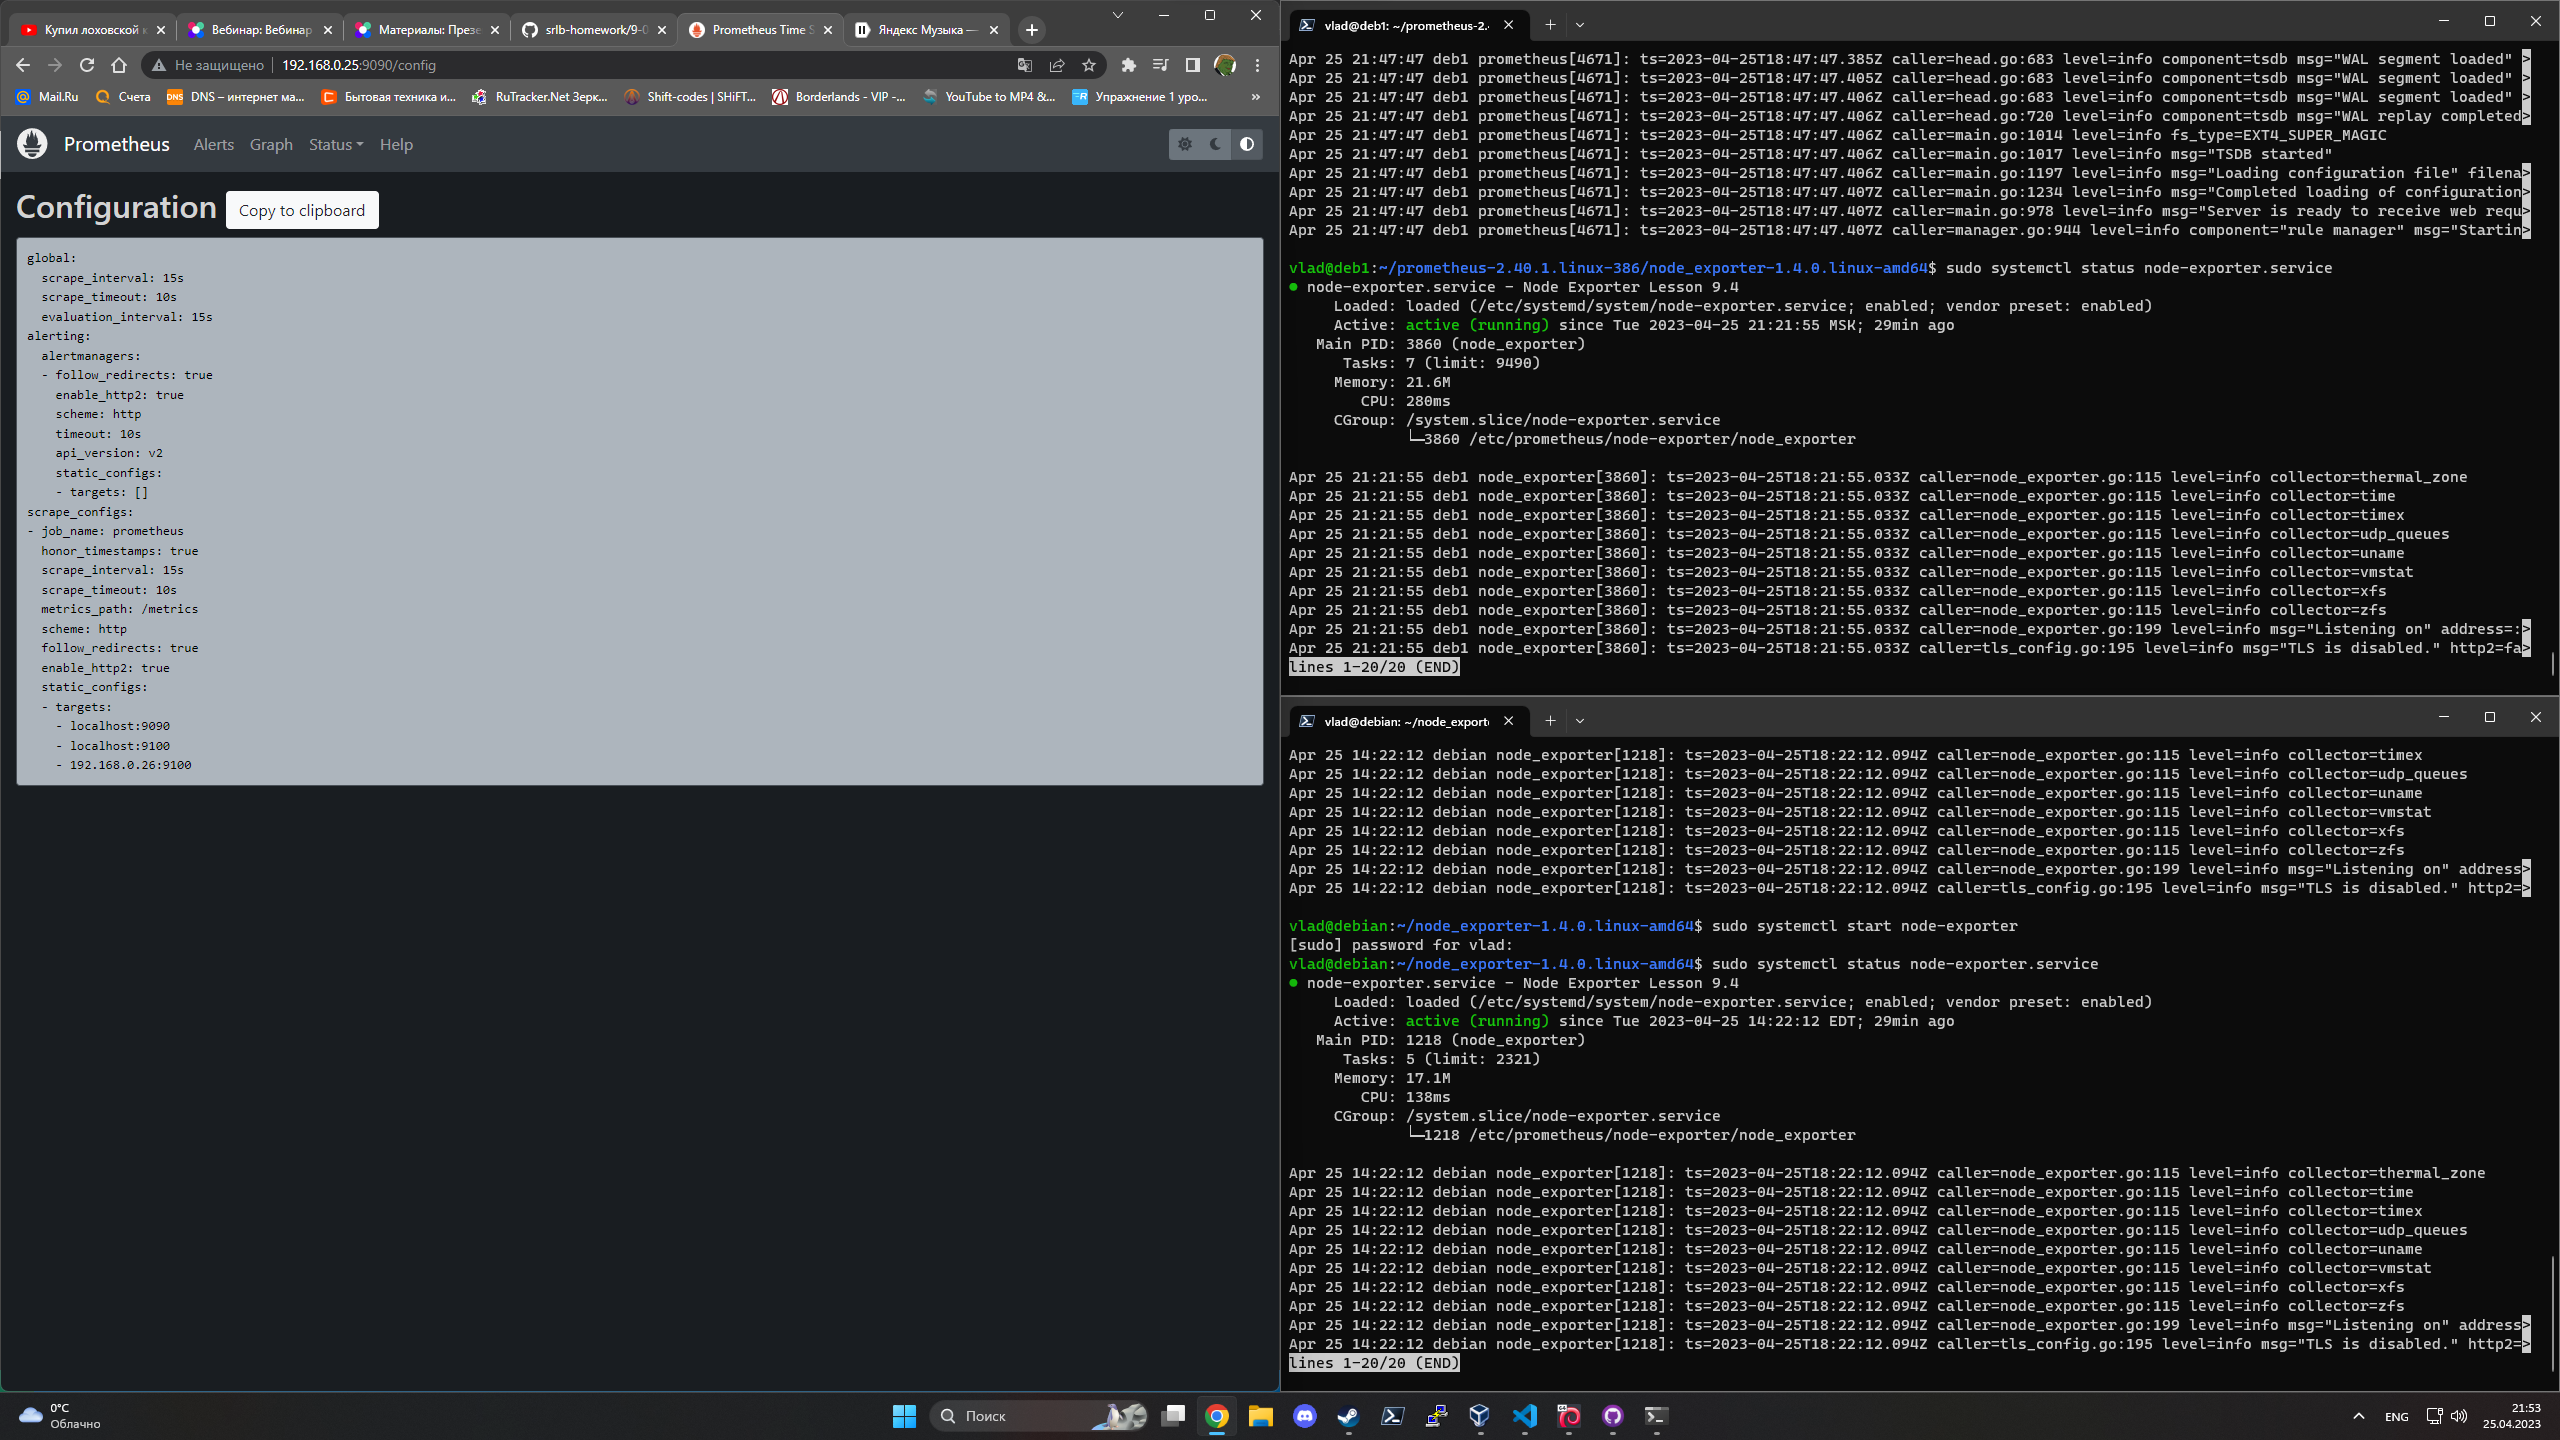 Купил лоховской к
Вебинар: Вебинар
Материалы: Презе
srlb-homework/9-0
Prometheus Time S
Яндекс Музыка —
Не защищено
192.168.0.25:9090/config
Mail.Ru
Счета
DNS – интернет ма...
Бытовая техника и...
RuTracker.Net Зерк...
Shift-codes | SHiFT...
Borderlands - VIP -...
YouTube to MP4 &...
Упражнение 1 уро...
»
Prometheus
Alerts
Graph
Status
Help
Configuration
Copy to clipboard
global:
  scrape_interval: 15s
  scrape_timeout: 10s
  evaluation_interval: 15s
alerting:
  alertmanagers:
  - follow_redirects: true
    enable_http2: true
    scheme: http
    timeout: 10s
    api_version: v2
    static_configs:
    - targets: []
scrape_configs:
- job_name: prometheus
  honor_timestamps: true
  scrape_interval: 15s
  scrape_timeout: 10s
  metrics_path: /metrics
  scheme: http
  follow_redirects: true
  enable_http2: true
  static_configs:
  - targets:
    - localhost:9090
    - localhost:9100
    - 192.168.0.26:9100
vlad@deb1: ~/prometheus-2.
Apr 25 21:47:47 deb1 prometheus[4671]: ts=2023-04-25T18:47:47.385Z caller=head.go:683 level=info component=tsdb msg="WAL segment loaded" >
Apr 25 21:47:47 deb1 prometheus[4671]: ts=2023-04-25T18:47:47.405Z caller=head.go:683 level=info component=tsdb msg="WAL segment loaded" >
Apr 25 21:47:47 deb1 prometheus[4671]: ts=2023-04-25T18:47:47.406Z caller=head.go:683 level=info component=tsdb msg="WAL segment loaded" >
Apr 25 21:47:47 deb1 prometheus[4671]: ts=2023-04-25T18:47:47.406Z caller=head.go:720 level=info component=tsdb msg="WAL replay completed>
Apr 25 21:47:47 deb1 prometheus[4671]: ts=2023-04-25T18:47:47.406Z caller=main.go:1014 level=info fs_type=EXT4_SUPER_MAGIC
Apr 25 21:47:47 deb1 prometheus[4671]: ts=2023-04-25T18:47:47.406Z caller=main.go:1017 level=info msg="TSDB started"
Apr 25 21:47:47 deb1 prometheus[4671]: ts=2023-04-25T18:47:47.406Z caller=main.go:1197 level=info msg="Loading configuration file" filena>
Apr 25 21:47:47 deb1 prometheus[4671]: ts=2023-04-25T18:47:47.407Z caller=main.go:1234 level=info msg="Completed loading of configuration>
Apr 25 21:47:47 deb1 prometheus[4671]: ts=2023-04-25T18:47:47.407Z caller=main.go:978 level=info msg="Server is ready to receive web requ>
Apr 25 21:47:47 deb1 prometheus[4671]: ts=2023-04-25T18:47:47.407Z caller=manager.go:944 level=info component="rule manager" msg="Startin>
vlad@deb1:~/prometheus-2.40.1.linux-386/node_exporter-1.4.0.linux-amd64$ sudo systemctl status node-exporter.service
● node-exporter.service - Node Exporter Lesson 9.4
     Loaded: loaded (/etc/systemd/system/node-exporter.service; enabled; vendor preset: enabled)
     Active: active (running) since Tue 2023-04-25 21:21:55 MSK; 29min ago
   Main PID: 3860 (node_exporter)
      Tasks: 7 (limit: 9490)
     Memory: 21.6M
        CPU: 280ms
     CGroup: /system.slice/node-exporter.service
             └─3860 /etc/prometheus/node-exporter/node_exporter
Apr 25 21:21:55 deb1 node_exporter[3860]: ts=2023-04-25T18:21:55.033Z caller=node_exporter.go:115 level=info collector=thermal_zone
Apr 25 21:21:55 deb1 node_exporter[3860]: ts=2023-04-25T18:21:55.033Z caller=node_exporter.go:115 level=info collector=time
Apr 25 21:21:55 deb1 node_exporter[3860]: ts=2023-04-25T18:21:55.033Z caller=node_exporter.go:115 level=info collector=timex
Apr 25 21:21:55 deb1 node_exporter[3860]: ts=2023-04-25T18:21:55.033Z caller=node_exporter.go:115 level=info collector=udp_queues
Apr 25 21:21:55 deb1 node_exporter[3860]: ts=2023-04-25T18:21:55.033Z caller=node_exporter.go:115 level=info collector=uname
Apr 25 21:21:55 deb1 node_exporter[3860]: ts=2023-04-25T18:21:55.033Z caller=node_exporter.go:115 level=info collector=vmstat
Apr 25 21:21:55 deb1 node_exporter[3860]: ts=2023-04-25T18:21:55.033Z caller=node_exporter.go:115 level=info collector=xfs
Apr 25 21:21:55 deb1 node_exporter[3860]: ts=2023-04-25T18:21:55.033Z caller=node_exporter.go:115 level=info collector=zfs
Apr 25 21:21:55 deb1 node_exporter[3860]: ts=2023-04-25T18:21:55.033Z caller=node_exporter.go:199 level=info msg="Listening on" address=:>
Apr 25 21:21:55 deb1 node_exporter[3860]: ts=2023-04-25T18:21:55.033Z caller=tls_config.go:195 level=info msg="TLS is disabled." http2=fa>
lines 1-20/20 (END)
vlad@debian: ~/node_exporte
Apr 25 14:22:12 debian node_exporter[1218]: ts=2023-04-25T18:22:12.094Z caller=node_exporter.go:115 level=info collector=timex
Apr 25 14:22:12 debian node_exporter[1218]: ts=2023-04-25T18:22:12.094Z caller=node_exporter.go:115 level=info collector=udp_queues
Apr 25 14:22:12 debian node_exporter[1218]: ts=2023-04-25T18:22:12.094Z caller=node_exporter.go:115 level=info collector=uname
Apr 25 14:22:12 debian node_exporter[1218]: ts=2023-04-25T18:22:12.094Z caller=node_exporter.go:115 level=info collector=vmstat
Apr 25 14:22:12 debian node_exporter[1218]: ts=2023-04-25T18:22:12.094Z caller=node_exporter.go:115 level=info collector=xfs
Apr 25 14:22:12 debian node_exporter[1218]: ts=2023-04-25T18:22:12.094Z caller=node_exporter.go:115 level=info collector=zfs
Apr 25 14:22:12 debian node_exporter[1218]: ts=2023-04-25T18:22:12.094Z caller=node_exporter.go:199 level=info msg="Listening on" address>
Apr 25 14:22:12 debian node_exporter[1218]: ts=2023-04-25T18:22:12.094Z caller=tls_config.go:195 level=info msg="TLS is disabled." http2=>
vlad@debian:~/node_exporter-1.4.0.linux-amd64$ sudo systemctl start node-exporter
[sudo] password for vlad:
vlad@debian:~/node_exporter-1.4.0.linux-amd64$ sudo systemctl status node-exporter.service
● node-exporter.service - Node Exporter Lesson 9.4
     Loaded: loaded (/etc/systemd/system/node-exporter.service; enabled; vendor preset: enabled)
     Active: active (running) since Tue 2023-04-25 14:22:12 EDT; 29min ago
   Main PID: 1218 (node_exporter)
      Tasks: 5 (limit: 2321)
     Memory: 17.1M
        CPU: 138ms
     CGroup: /system.slice/node-exporter.service
             └─1218 /etc/prometheus/node-exporter/node_exporter
Apr 25 14:22:12 debian node_exporter[1218]: ts=2023-04-25T18:22:12.094Z caller=node_exporter.go:115 level=info collector=thermal_zone
Apr 25 14:22:12 debian node_exporter[1218]: ts=2023-04-25T18:22:12.094Z caller=node_exporter.go:115 level=info collector=time
Apr 25 14:22:12 debian node_exporter[1218]: ts=2023-04-25T18:22:12.094Z caller=node_exporter.go:115 level=info collector=timex
Apr 25 14:22:12 debian node_exporter[1218]: ts=2023-04-25T18:22:12.094Z caller=node_exporter.go:115 level=info collector=udp_queues
Apr 25 14:22:12 debian node_exporter[1218]: ts=2023-04-25T18:22:12.094Z caller=node_exporter.go:115 level=info collector=uname
Apr 25 14:22:12 debian node_exporter[1218]: ts=2023-04-25T18:22:12.094Z caller=node_exporter.go:115 level=info collector=vmstat
Apr 25 14:22:12 debian node_exporter[1218]: ts=2023-04-25T18:22:12.094Z caller=node_exporter.go:115 level=info collector=xfs
Apr 25 14:22:12 debian node_exporter[1218]: ts=2023-04-25T18:22:12.094Z caller=node_exporter.go:115 level=info collector=zfs
Apr 25 14:22:12 debian node_exporter[1218]: ts=2023-04-25T18:22:12.094Z caller=node_exporter.go:199 level=info msg="Listening on" address>
Apr 25 14:22:12 debian node_exporter[1218]: ts=2023-04-25T18:22:12.094Z caller=tls_config.go:195 level=info msg="TLS is disabled." http2=>
lines 1-20/20 (END)
0°C
Облачно
Поиск
ENG
21:53
25.04.2023